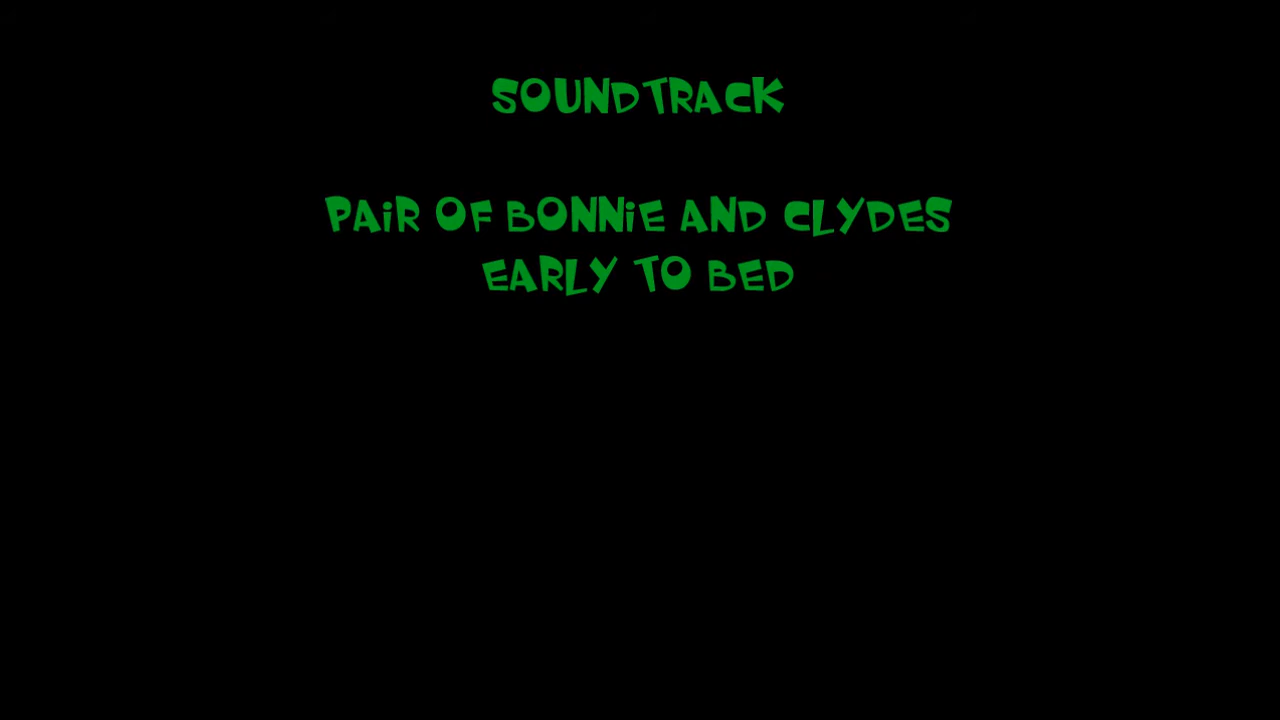 SOUNDTRACK
PAiR OF BONNiE AND CLYDES
EARLY TO BED